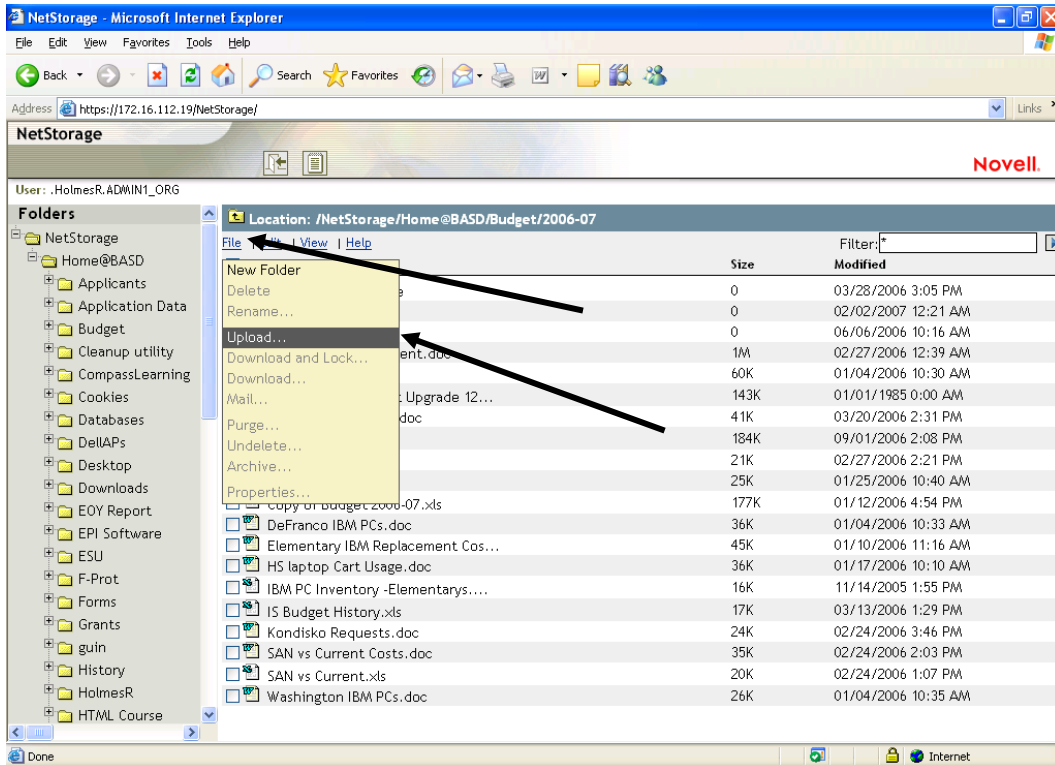 NetStorage - Microsoft Internet Explorer
File Edit View Favorites Tools Help
Back Search Favorites
Address https://172.16.112.19/NetStorage/ Links
NetStorage
Novell.
User: .HolmesR.ADMIN1_ORG
Folders
NetStorage
Home@BASD
Applicants
Application Data
Budget
Cleanup utility
CompassLearning
Cookies
Databases
DellAPs
Desktop
Downloads
EOY Report
EPI Software
ESU
F-Prot
Forms
Grants
guin
History
HolmesR
HTML Course
Location: /NetStorage/Home@BASD/Budget/2006-07
File | | View | Help Filter: *
New Folder
Delete
Rename...
Upload...
Download and Lock...
Download...
Mail...
Purge...
Undelete...
Archive...
Properties...
Size Modified
0 03/28/2006 3:05 PM
0 02/02/2007 12:21 AM
0 06/06/2006 10:16 AM
ent.doc 1M 02/27/2006 12:39 AM
60K 01/04/2006 10:30 AM
Upgrade 12... 143K 01/01/1985 0:00 AM
doc 41K 03/20/2006 2:31 PM
184K 09/01/2006 2:08 PM
21K 02/27/2006 2:21 PM
25K 01/25/2006 10:40 AM
Copy of Budget 2006-07.xls 177K 01/12/2006 4:54 PM
DeFranco IBM PCs.doc 36K 01/04/2006 10:33 AM
Elementary IBM Replacement Cos... 45K 01/10/2006 11:16 AM
HS laptop Cart Usage.doc 36K 01/17/2006 10:10 AM
IBM PC Inventory -Elementarys.... 16K 11/14/2005 1:55 PM
IS Budget History.xls 17K 03/13/2006 1:29 PM
Kondisko Requests.doc 24K 02/24/2006 3:46 PM
SAN vs Current Costs.doc 35K 02/24/2006 2:03 PM
SAN vs Current.xls 20K 02/24/2006 1:07 PM
Washington IBM PCs.doc 26K 01/04/2006 10:35 AM
Done Internet